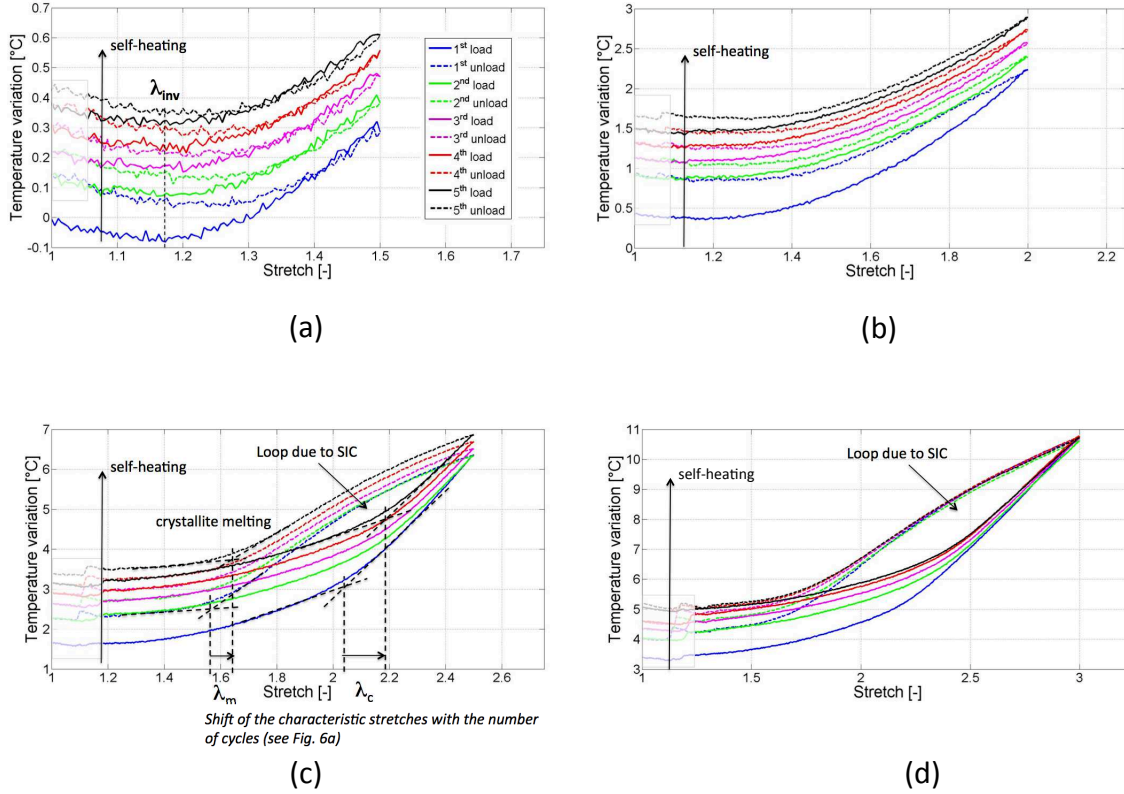 Temperature variation [°C]
0.7
0.6
0.5
0.4
0.3
0.2
0.1
0
-0.1
1
1.1
1.2
1.3
1.4
1.5
1.6
1.7
Stretch [-]
self-heating
λinv
1st load
1st unload
2nd load
2nd unload
3rd load
3rd unload
4th load
4th unload
5th load
5th unload
(a)
Temperature variation [°C]
3
2.5
2
1.5
1
0.5
0
1
1.2
1.4
1.6
1.8
2
2.2
Stretch [-]
self-heating
(b)
Temperature variation [°C]
7
6
5
4
3
2
1
1
1.2
1.4
1.6
1.8
2
2.2
2.4
2.6
Stretch [-]
self-heating
Loop due to SIC
crystallite melting
λm
λc
Shift of the characteristic stretches with the number
of cycles (see Fig. 6a)
(c)
Temperature variation [°C]
11
10
9
8
7
6
5
4
3
1
1.5
2
2.5
3
Stretch [-]
self-heating
Loop due to SIC
(d)